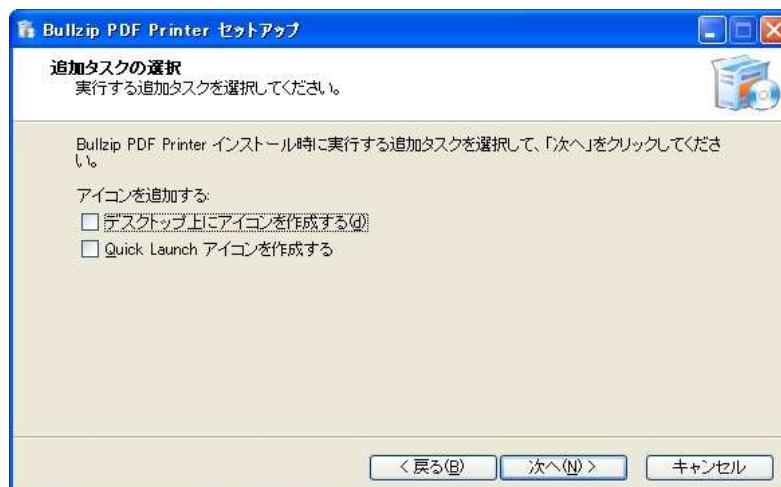 Bullzip PDF Printer セットアップ
追加タスクの選択
実行する追加タスクを選択してください。
Bullzip PDF Printer インストール時に実行する追加タスクを選択して、「次へ」をクリックしてくださ
い。
アイコンを追加する:
デスクトップ上にアイコンを作成する(d)
Quick Launch アイコンを作成する
< 戻る(B) 次へ(N) > キャンセル